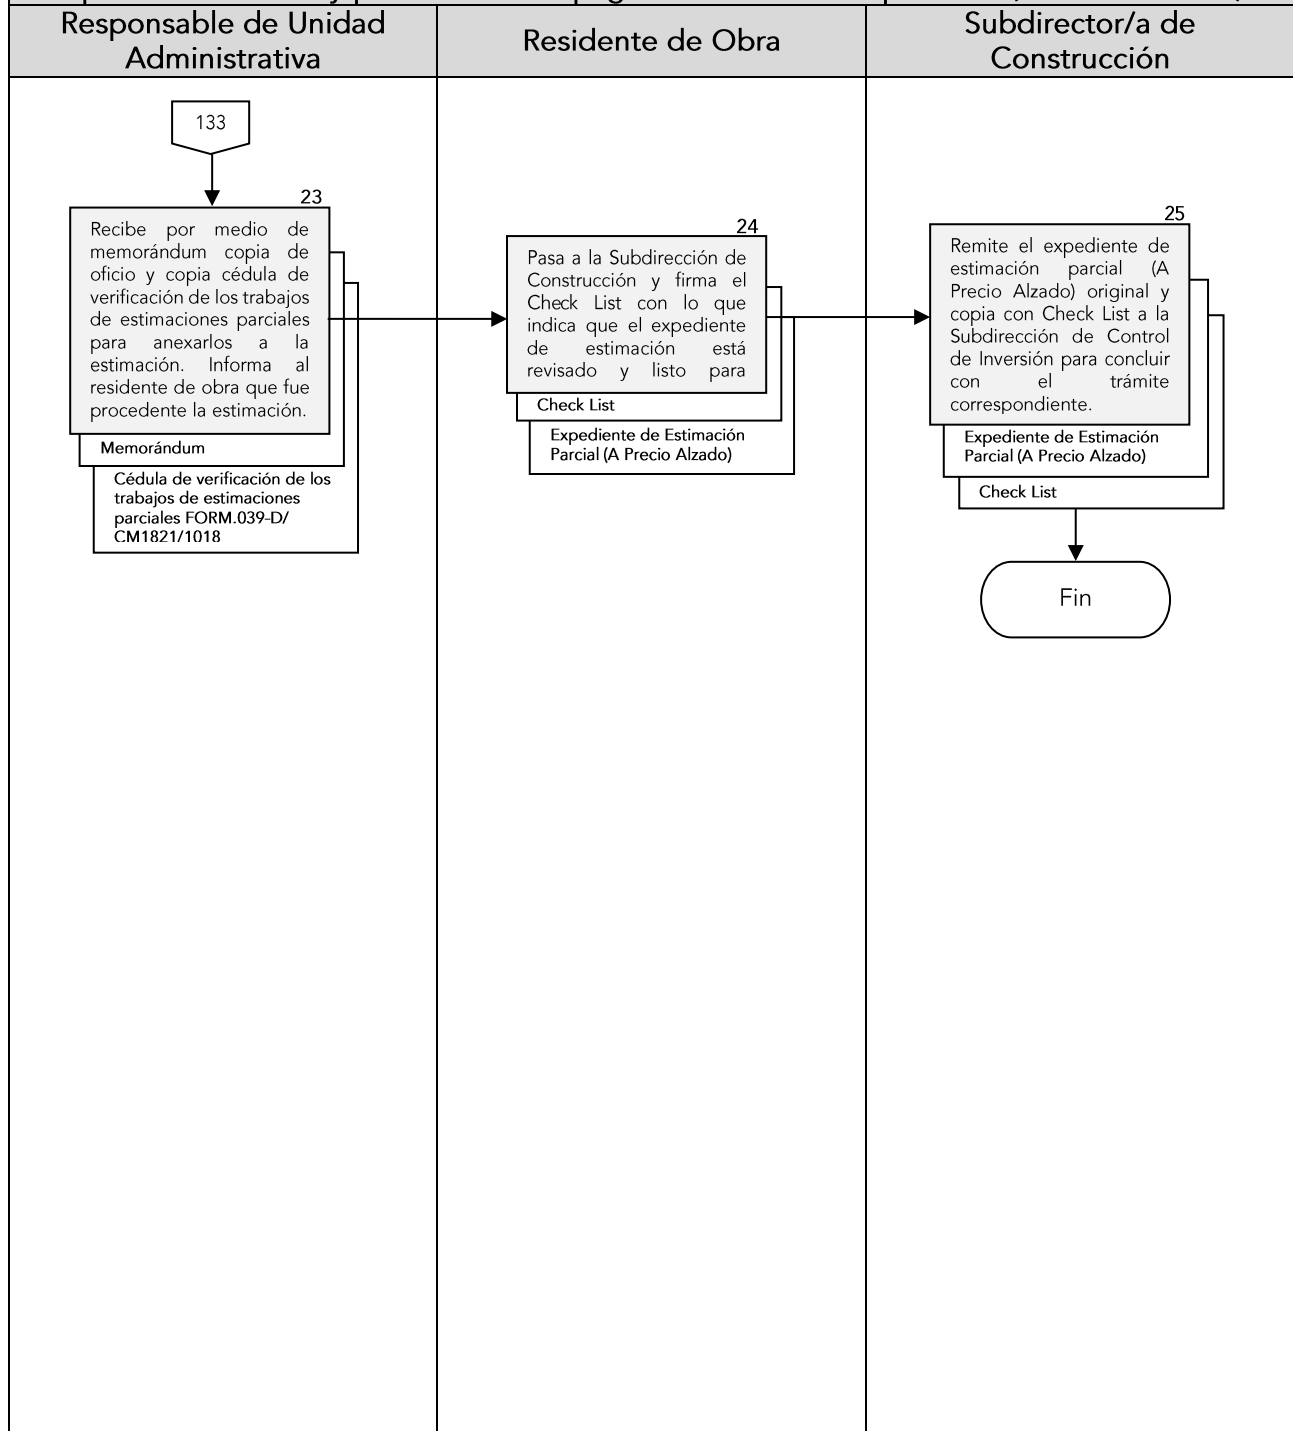 Responsable de Unidad
Administrativa
Residente de Obra
Subdirector/a de
Construcción
133
23
Recibe por medio de
memorándum copia de
oficio y copia cédula de
verificación de los trabajos
de estimaciones parciales
para anexarlos a la
estimación. Informa al
residente de obra que fue
procedente la estimación.
Memorándum
Cédula de verificación de los
trabajos de estimaciones
parciales FORM.039-D/
CM1821/1018
24
Pasa a la Subdirección de
Construcción y firma el
Check List con lo que
indica que el expediente
de estimación está
revisado y listo para
Check List
Expediente de Estimación
Parcial (A Precio Alzado)
25
Remite el expediente de
estimación parcial (A
Precio Alzado) original y
copia con Check List a la
Subdirección de Control
de Inversión para concluir
con el trámite
correspondiente.
Expediente de Estimación
Parcial (A Precio Alzado)
Check List
Fin